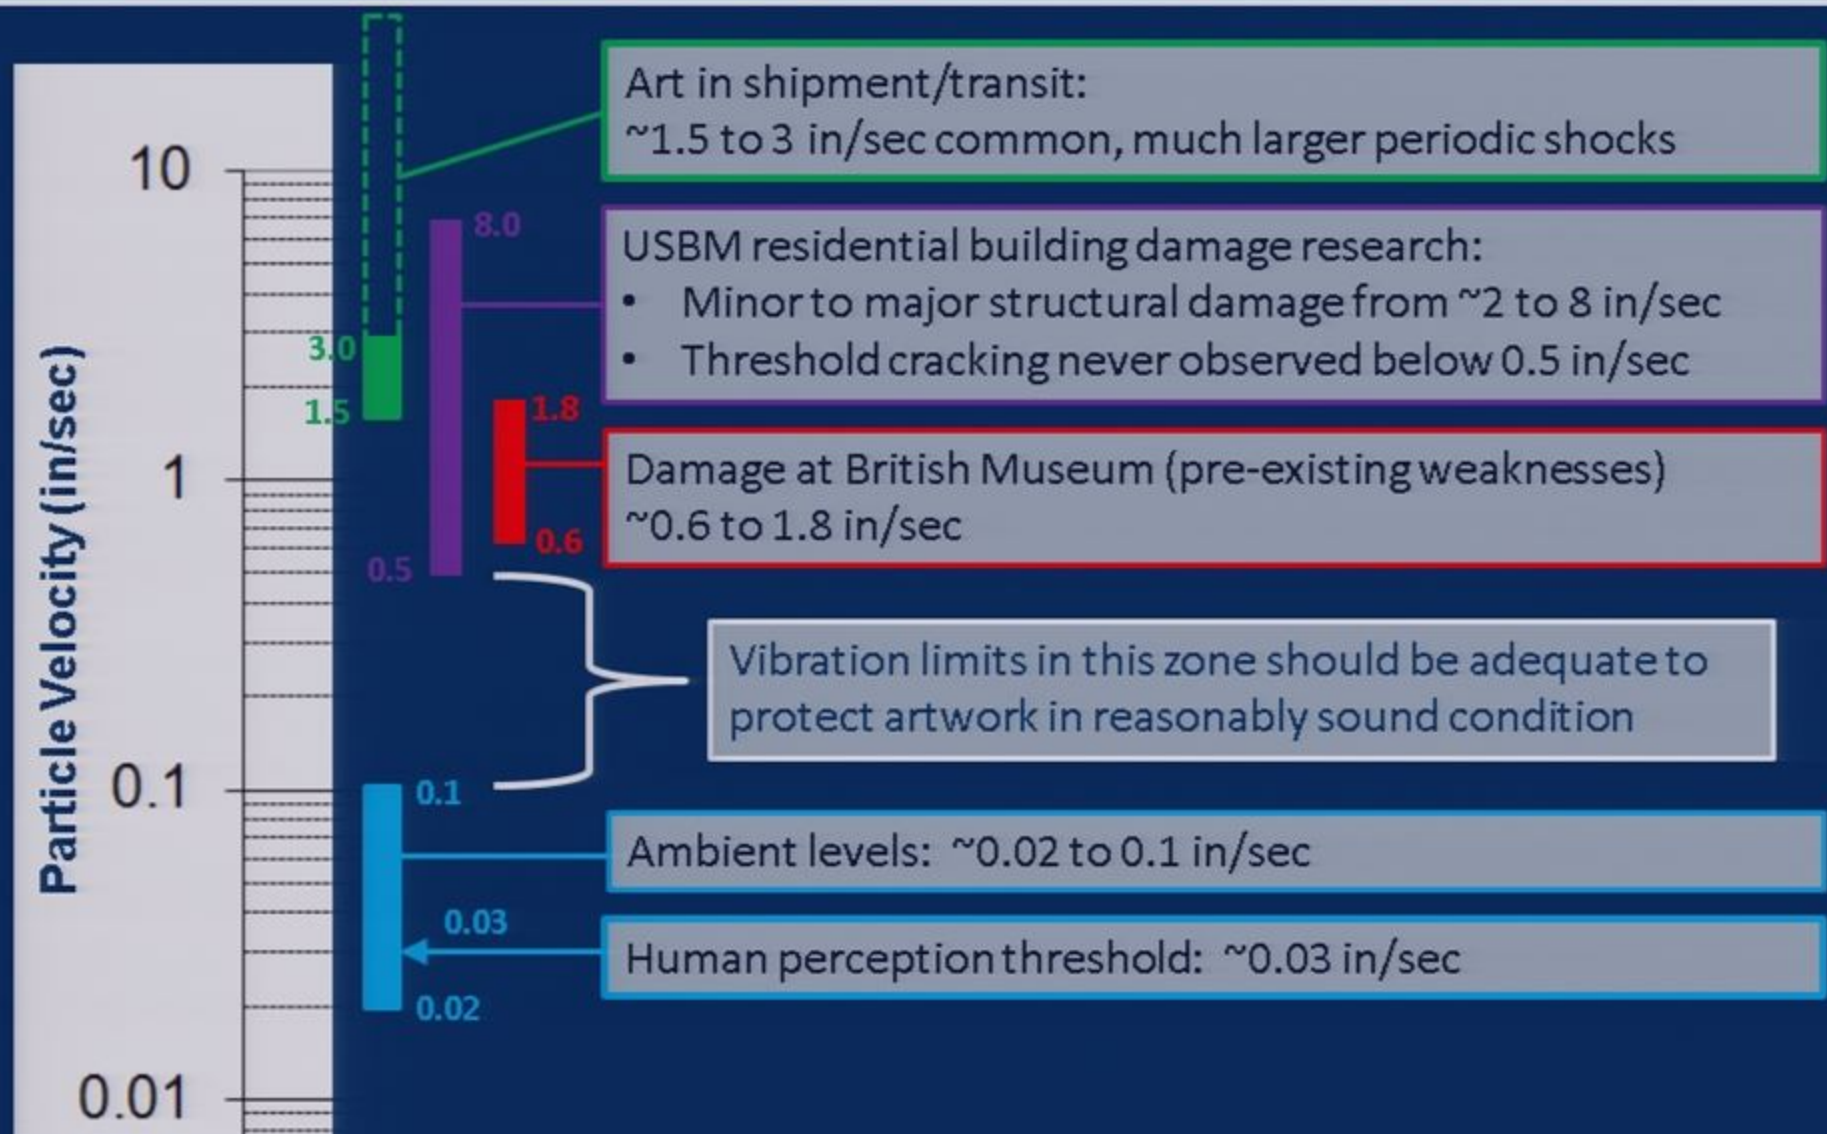 Art in shipment/transit:
~1.5 to 3 in/sec common, much larger periodic shocks
10
8.0
USBM residential building damage research:
• Minor to major structural damage from ~2 to 8 in/sec
• Threshold cracking never observed below 0.5 in/sec
3.0
1.5
1.8
Particle Velocity (in/sec)
1
Damage at British Museum (pre-existing weaknesses)
~0.6 to 1.8 in/sec
0.6
0.5
Vibration limits in this zone should be adequate to
protect artwork in reasonably sound condition
0.1
0.1
Ambient levels: ~0.02 to 0.1 in/sec
0.03
Human perception threshold: ~0.03 in/sec
0.02
0.01